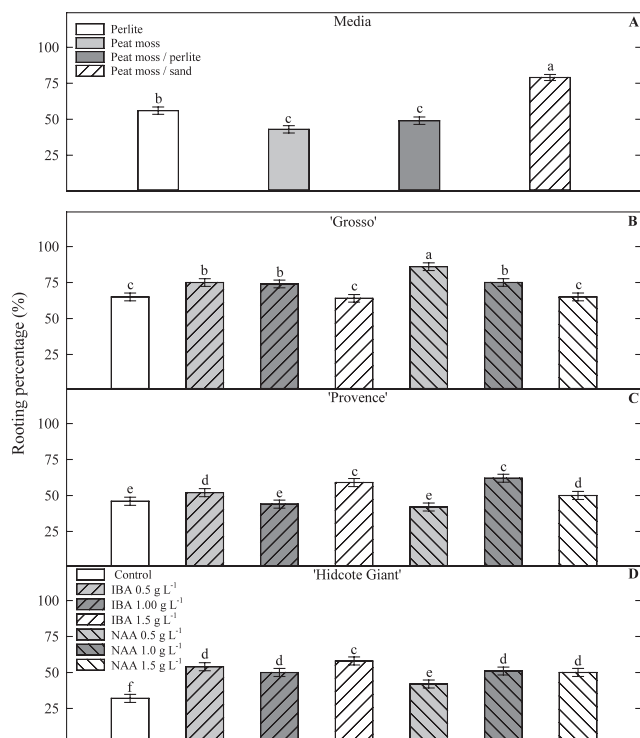 Media
A
Perlite
Peat moss
Peat moss / perlite
Peat moss / sand
100
75
50
25
b
c
c
a
Rooting percentage (%)
'Grosso'
B
100
75
50
25
c
b
b
c
a
b
c
'Provence'
C
100
75
50
25
e
d
e
c
e
c
d
'Hidcote Giant'
D
Control
IBA 0.5 g L⁻¹
IBA 1.00 g L⁻¹
IBA 1.5 g L⁻¹
NAA 0.5 g L⁻¹
NAA 1.0 g L⁻¹
NAA 1.5 g L⁻¹
100
75
50
25
f
d
d
c
e
d
d